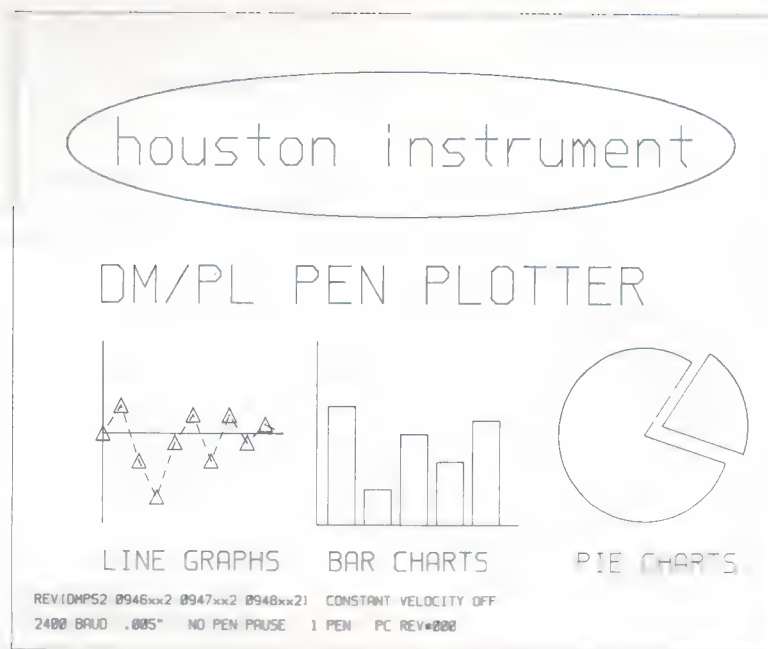 houston instrument
DM/PL PEN PLOTTER
LINE GRAPHS BAR CHARTS PIE CHARTS
REV(DMP52 0946xx2 0947xx2 0948xx2) CONSTANT VELOCITY OFF
2400 BAUD .005" NO PEN PAUSE 1 PEN PC REV=000